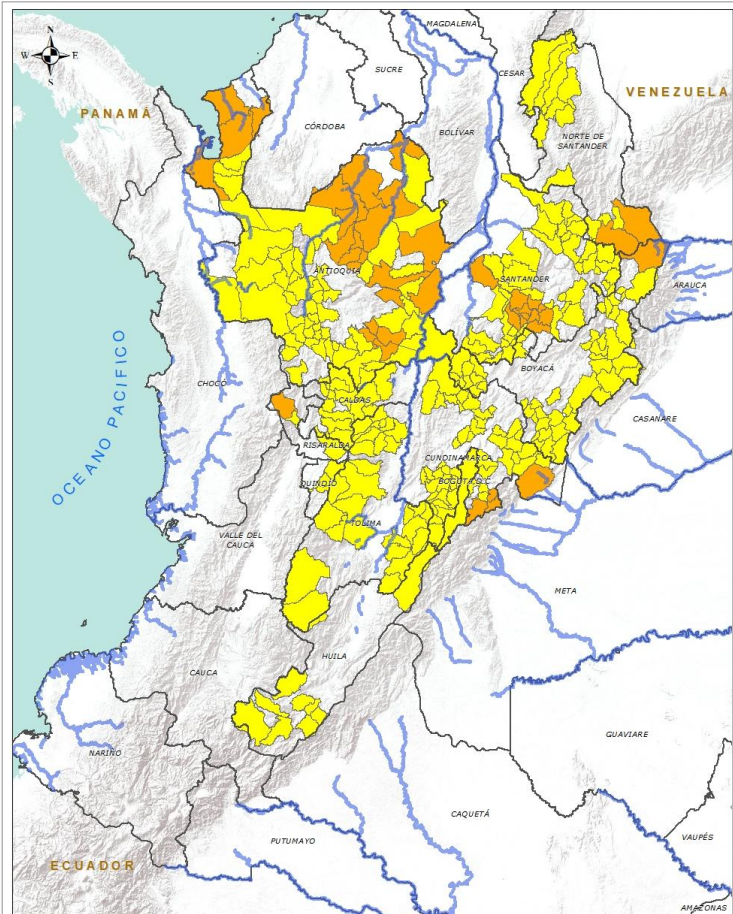 MAGDALENA
N
W E
S
SUCRE
CESAR
VENEZUELA
PANAMÁ
CÓRDOBA
BOLÍVAR
NORTE DE
SANTANDER
ANTIOQUIA
SANTANDER
ARAUCA
BOYACÁ
CHOCÓ
CALDAS
CASANARE
OCEANO PACIFICO
RISARALDA
CUNDINAMARCA
QUINDIO
BOGOTÁ D.C.
TOLIMA
VALLE DEL
CAUCA
META
HUILA
CAUCA
GUAVIARE
NARIÑO
CAQUETÁ
PUTUMAYO
VAUPÉS
ECUADOR
AMAZONAS